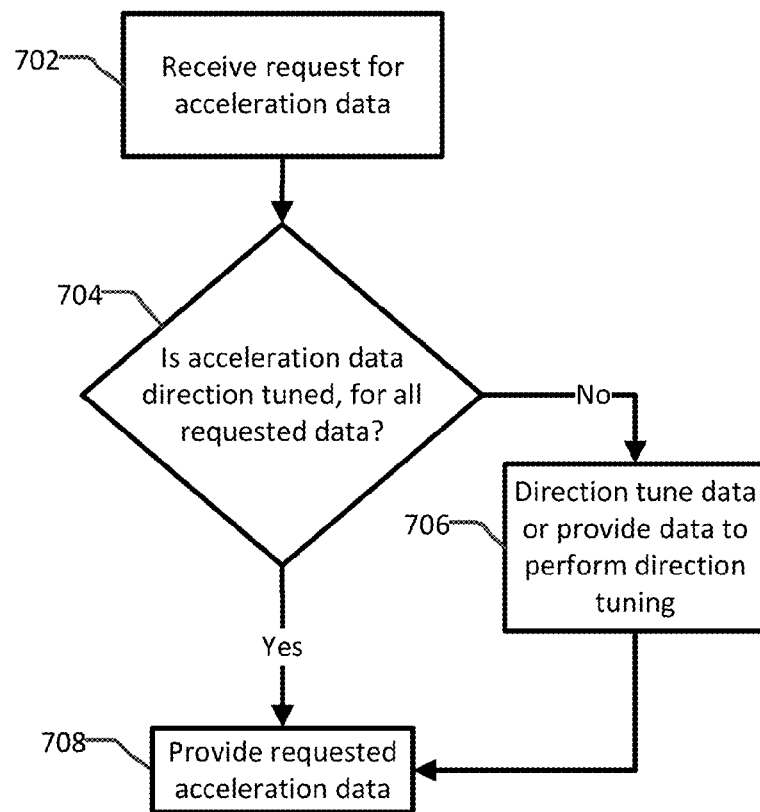 702
Receive request for
acceleration data
704
Is acceleration data
direction tuned, for all
requested data?
No
706
Direction tune data
or provide data to
perform direction
tuning
Yes
708
Provide requested
acceleration data